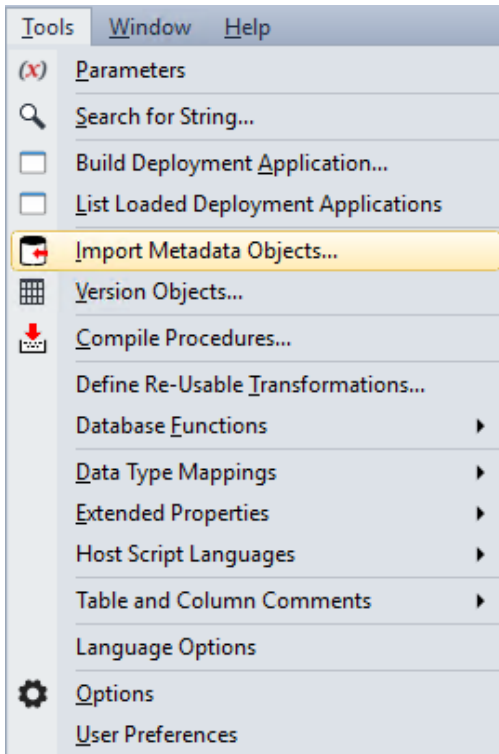 Tools Window Help
(x) Parameters
Search for String...
Build Deployment Application...
List Loaded Deployment Applications
Import Metadata Objects...
Version Objects...
Compile Procedures...
Define Re-Usable Transformations...
Database Functions
Data Type Mappings
Extended Properties
Host Script Languages
Table and Column Comments
Language Options
Options
User Preferences